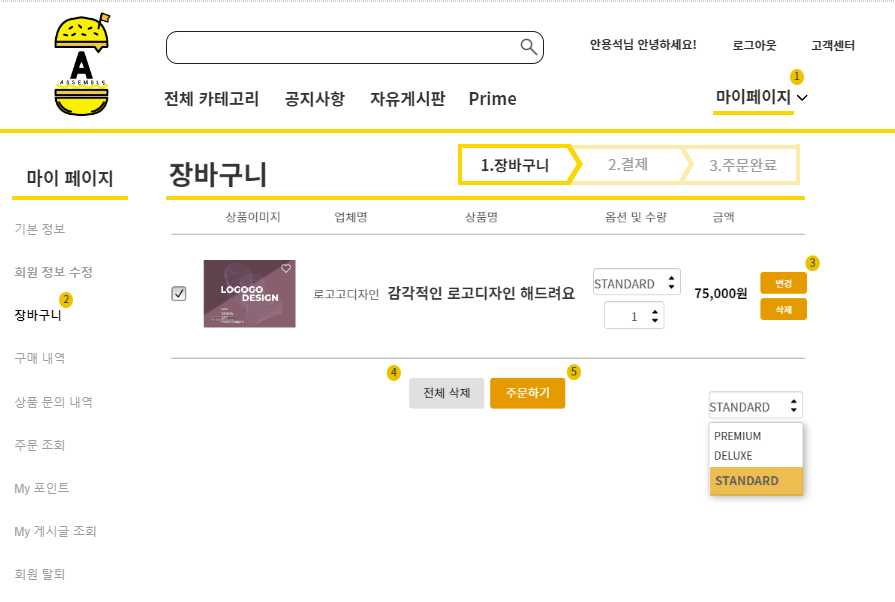 안용석님 안녕하세요!
로그아웃
고객센터
A
ASSEMBLE
전체 카테고리
공지사항
자유게시판
Prime
마이페이지
1
마이 페이지
기본 정보
회원 정보 수정
장바구니
2
구매 내역
상품 문의 내역
주문 조회
My 포인트
My 게시글 조회
회원 탈퇴
장바구니
1.장바구니
2.결제
3.주문완료
상품이미지
업체명
상품명
옵션 및 수량
금액
LOGOGO
DESIGN
로고고디자인
감각적인 로고디자인 해드려요
STANDARD
1
75,000원
3
변경
삭제
4
전체 삭제
주문하기
5
STANDARD
PREMIUM
DELUXE
STANDARD